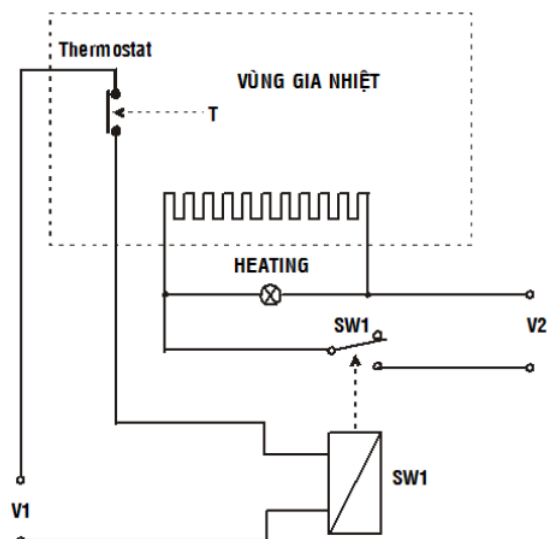 Thermostat
VÙNG GIA NHIỆT
T
HEATING
SW1
V2
SW1
V1